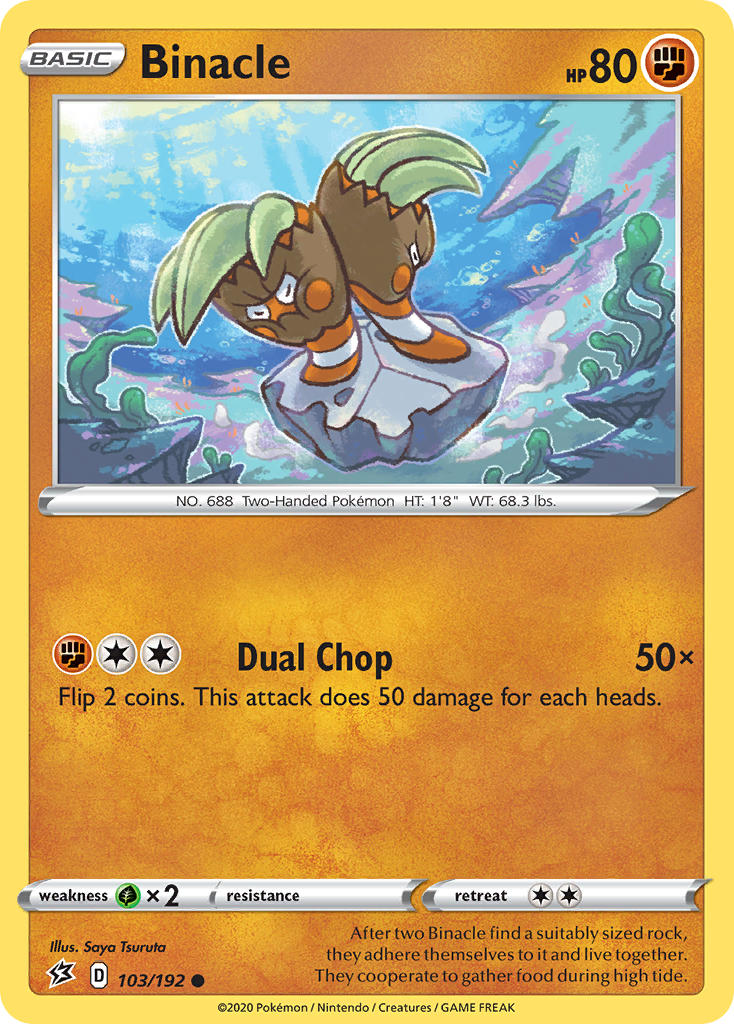 BASIC Binacle HP 80
NO. 688 Two-Handed Pokémon HT: 1'8" WT: 68.3 lbs.
Dual Chop 50×
Flip 2 coins. This attack does 50 damage for each heads.
weakness ×2 resistance retreat
Illus. Saya Tsuruta
After two Binacle find a suitably sized rock,
they adhere themselves to it and live together.
They cooperate to gather food during high tide.
D 103/192
©2020 Pokémon / Nintendo / Creatures / GAME FREAK